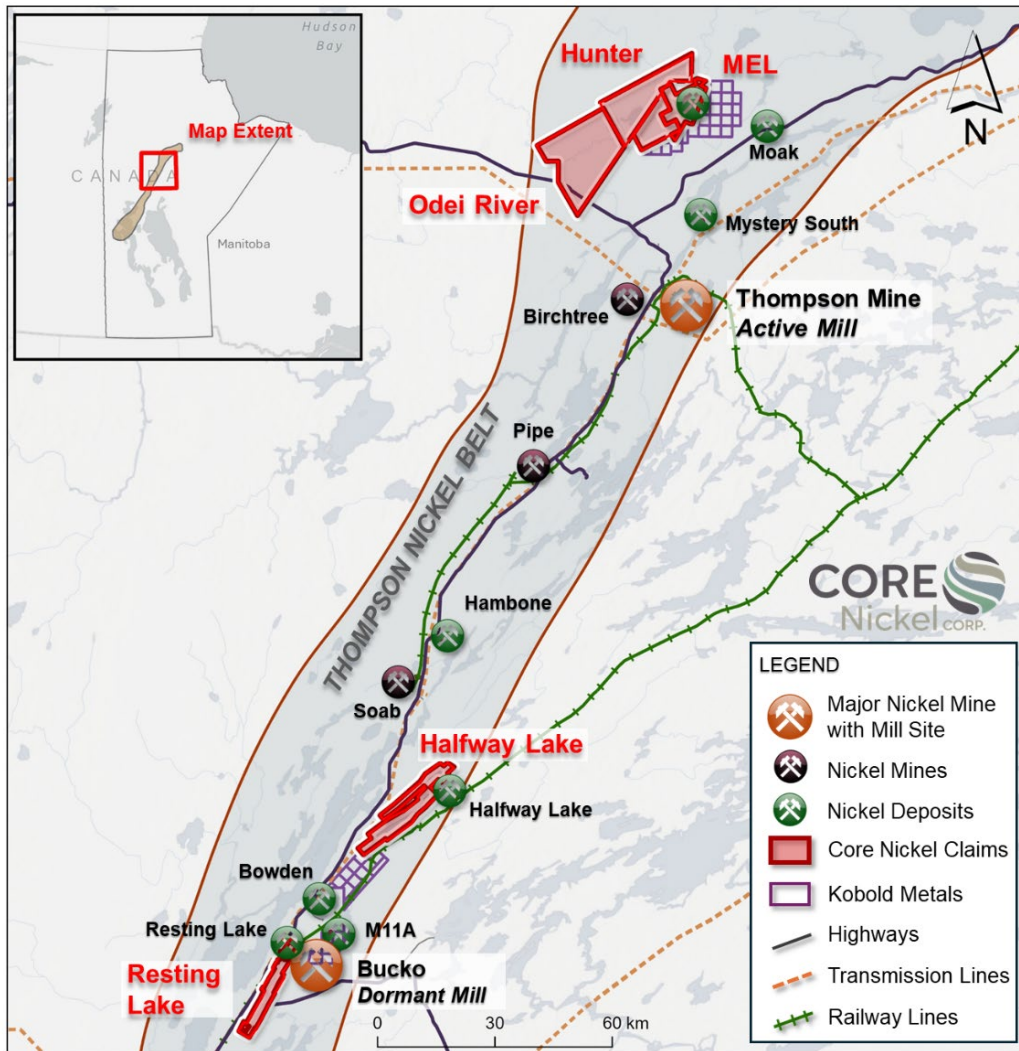 Hudson
Bay
Map Extent
CANADA
Manitoba
Hunter
MEL
Moak
N
Odei River
Mystery South
Birchtree
Thompson Mine
Active Mill
Pipe
THOMPSON NICKEL BELT
Hambone
Soab
Halfway Lake
Halfway Lake
Bowden
Resting Lake
M11A
Resting
Lake
Bucko
Dormant Mill
0 30 60 km
CORE
Nickel CORP.
LEGEND
Major Nickel Mine
with Mill Site
Nickel Mines
Nickel Deposits
Core Nickel Claims
Kobold Metals
Highways
Transmission Lines
Railway Lines